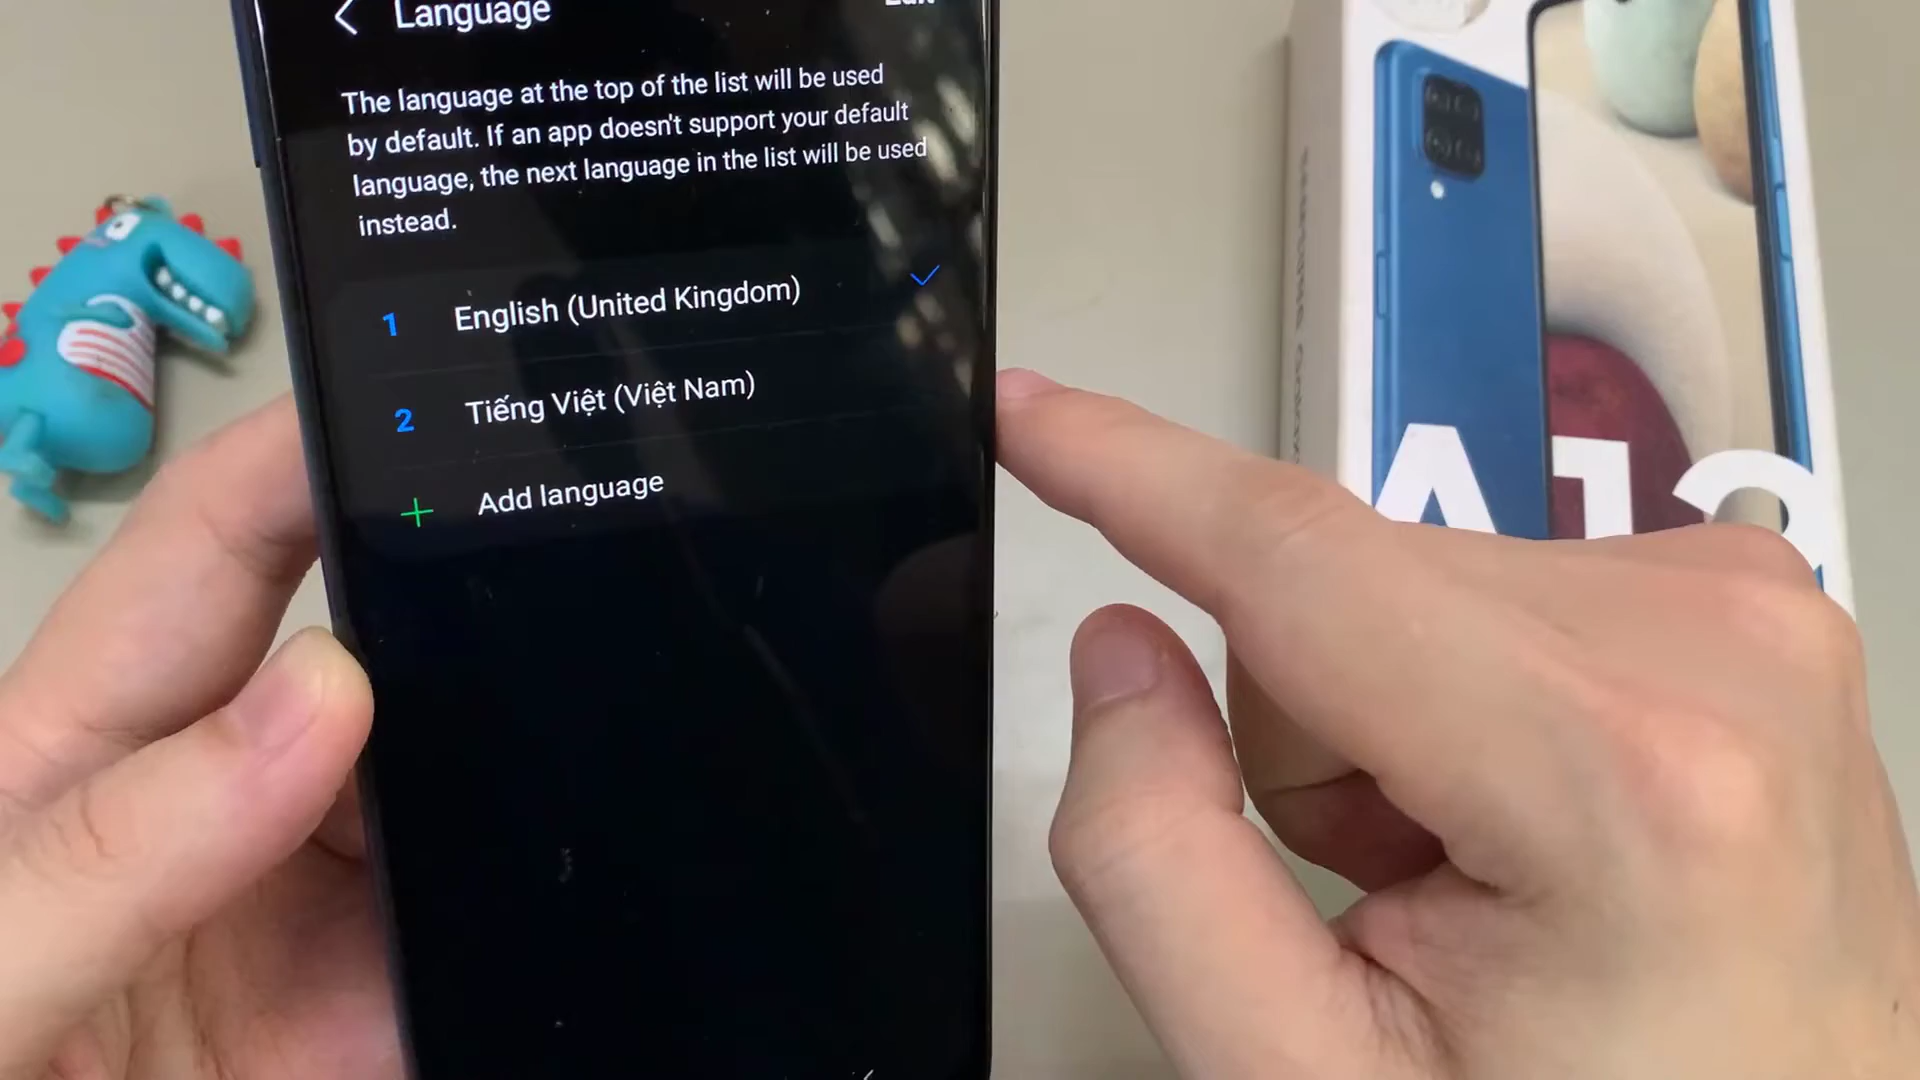 Language
The language at the top of the list will be used
by default. If an app doesn't support your default
language, the next language in the list will be used
instead.
1 English (United Kingdom)
2 Tiếng Việt (Việt Nam)
+ Add language